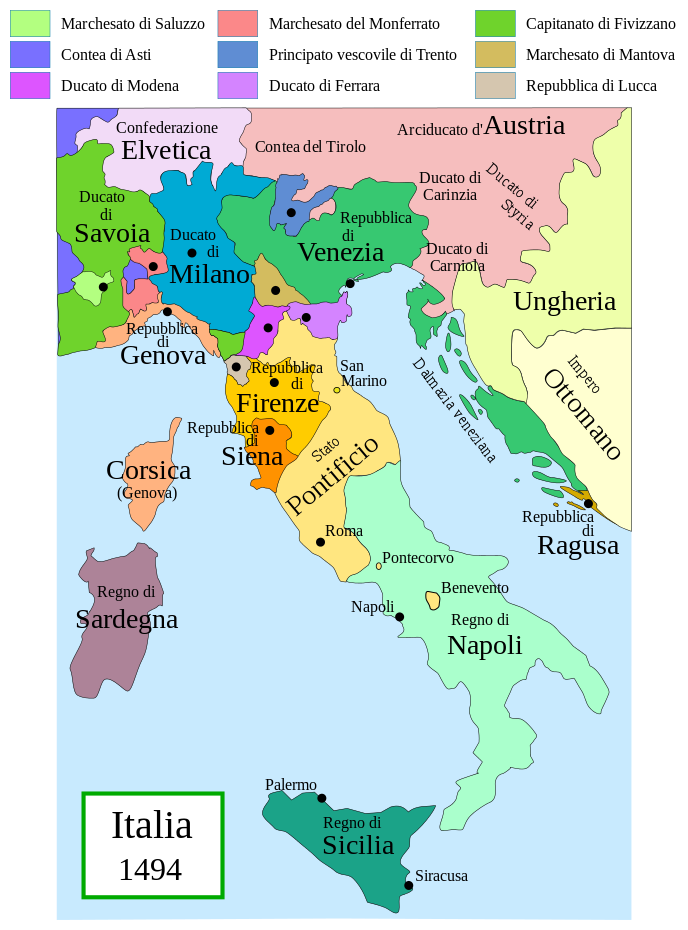 Marchesato di Saluzzo
Marchesato del Monferrato
Capitanato di Fivizzano
Contea di Asti
Principato vescovile di Trento
Marchesato di Mantova
Ducato di Modena
Ducato di Ferrara
Repubblica di Lucca
Confederazione
Elvetica
Contea del Tirolo
Arciducato d'Austria
Ducato
di
Savoia
Ducato
di
Milano
Repubblica
di
Venezia
Ducato di
Carinzia
Ducato di
Styria
Ducato di
Carniola
Ungheria
Repubblica
di
Genova
Repubblica
di
Firenze
San
Marino
Dalmazia veneziana
Impero
Ottomano
Repubblica
di
Siena
Stato
Pontificio
Corsica
(Genova)
Roma
Repubblica
di
Ragusa
Pontecorvo
Benevento
Regno di
Sardegna
Napoli
Regno di
Napoli
Palermo
Regno di
Sicilia
Siracusa
Italia
1494